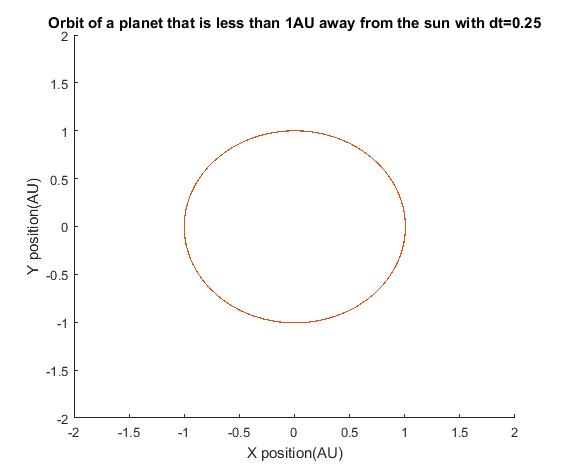 Orbit of a planet that is less than 1AU away from the sun with dt=0.25
2
1.5
1
0.5
0
-0.5
-1
-1.5
-2
Y position(AU)
-2 -1.5 -1 -0.5 0 0.5 1 1.5 2
X position(AU)